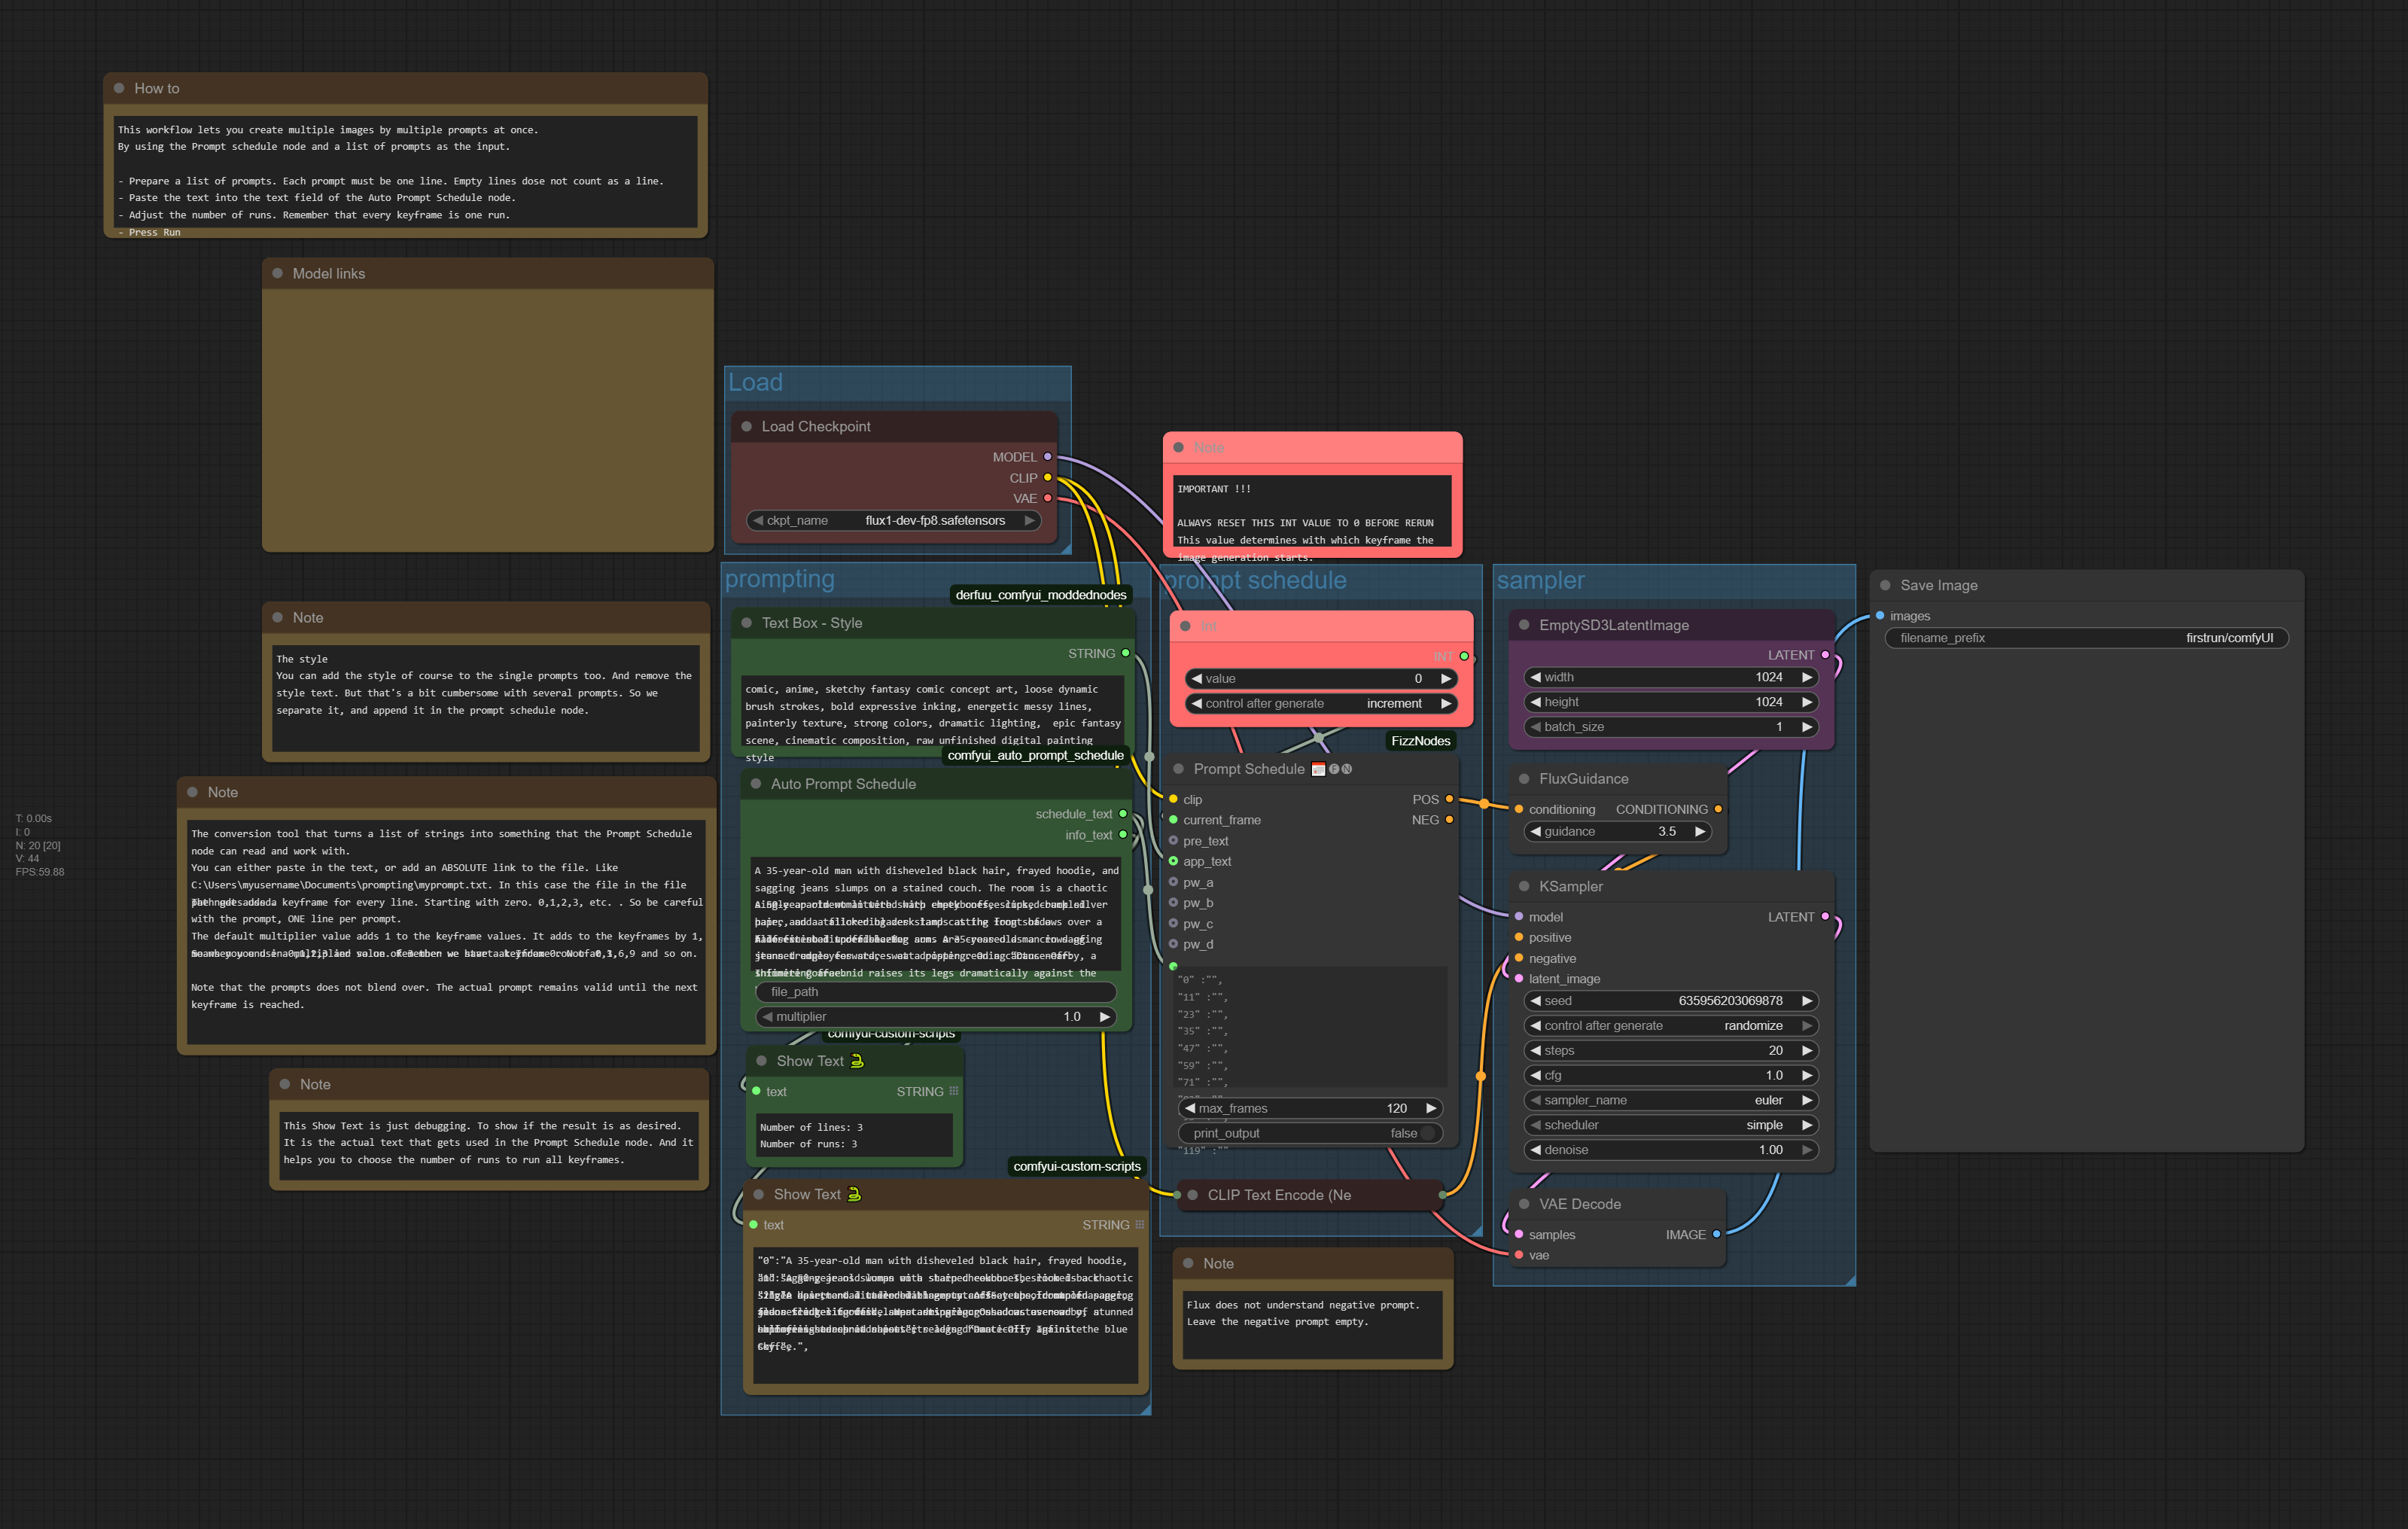 How to
This workflow lets you create multiple images by multiple prompts at once.
By using the Prompt schedule node and a list of prompts as the input.
- Prepare a list of prompts. Each prompt must be one line. Empty lines dose not count as a line.
- Paste the text into the text field of the Auto Prompt Schedule node.
- Adjust the number of runs. Remember that every keyframe is one run.
- Press Run
Model links
Load
Load Checkpoint
MODEL
CLIP
VAE
ckpt_name flux1-dev-fp8.safetensors
Note
IMPORTANT !!!
ALWAYS RESET THIS INT VALUE TO 0 BEFORE RERUN
This value determines with which keyframe the
image generation starts.
Note
The style
You can add the style of course to the single prompts too. And remove the
style text. But that's a bit cumbersome with several prompts. So we
separate it, and append it in the prompt schedule node.
Note
The conversion tool that turns a list of strings into something that the Prompt Schedule
node can read and work with.
You can either paste in the text, or add an ABSOLUTE link to the file. Like
C:\Users\myusername\Documents\prompting\myprompt.txt. In this case the file in the file
a keyframe for every line. Starting with zero. 0,1,2,3, etc. . So be careful
with the prompt, ONE line per prompt.
The default multiplier value adds 1 to the keyframe values. It adds to the keyframes by 1,
and so on.
Note that the prompts does not blend over. The actual prompt remains valid until the next
keyframe is reached.
T: 0.00s
I: 0
N: 20 [20]
V: 44
FPS:59.88
Note
This Show Text is just debugging. To show if the result is as desired.
It is the actual text that gets used in the Prompt Schedule node. And it
helps you to choose the number of runs to run all keyframes.
prompting
derfuu_comfyui_moddednodes
Text Box - Style
STRING
comic, anime, sketchy fantasy comic concept art, loose dynamic
brush strokes, bold expressive inking, energetic messy lines,
painterly texture, strong colors, dramatic lighting,  epic fantasy
scene, cinematic composition, raw unfinished digital painting
style
comfyui_auto_prompt_schedule
Auto Prompt Schedule
schedule_text
info_text
A 35-year-old man with disheveled black hair, frayed hoodie, and
sagging jeans slumps on a stained couch. The room is a chaotic
raises its legs dramatically against the
file_path
multiplier 1.0
comfyui-custom-scripts
Show Text
text STRING
Number of lines: 3
Number of runs: 3
comfyui-custom-scripts
Show Text
text STRING
"0":"A 35-year-old man with disheveled black hair, frayed hoodie,
prompt schedule
Int
INT
value 0
control after generate increment
FizzNodes
Prompt Schedule
clip POS
current_frame NEG
pre_text
app_text
pw_a
pw_b
pw_c
pw_d
"0" :"",
"11" :"",
"23" :"",
"35" :"",
"47" :"",
"59" :"",
"71" :"",
max_frames 120
print_output false
"119" :""
CLIP Text Encode (Ne
Note
Flux does not understand negative prompt.
Leave the negative prompt empty.
sampler
EmptySD3LatentImage
LATENT
width 1024
height 1024
batch_size 1
FluxGuidance
conditioning CONDITIONING
guidance 3.5
KSampler
model LATENT
positive
negative
latent_image
seed 635956203069878
control after generate randomize
steps 20
cfg 1.0
sampler_name euler
scheduler simple
denoise 1.00
VAE Decode
samples IMAGE
vae
Save Image
images
filename_prefix firstrun/comfyUI